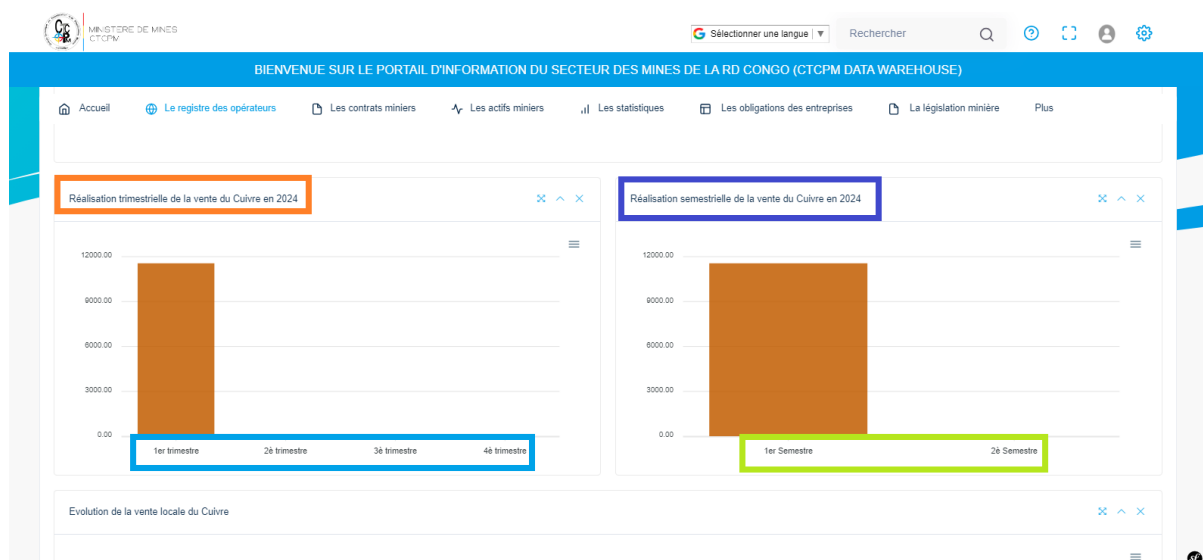 MINISTERE DE MINES
CTCPM
Sélectionner une langue ▼
Rechercher
BIENVENUE SUR LE PORTAIL D'INFORMATION DU SECTEUR DES MINES DE LA RD CONGO (CTCPM DATA WAREHOUSE)
Accueil Le registre des opérateurs Les contrats miniers Les actifs miniers Les statistiques Les obligations des entreprises La législation minière Plus
Réalisation trimestrielle de la vente du Cuivre en 2024
12000.00
9000.00
6000.00
3000.00
0.00
1er trimestre 2è trimestre 3è trimestre 4è trimestre
Réalisation semestrielle de la vente du Cuivre en 2024
12000.00
9000.00
6000.00
3000.00
0.00
1er Semestre 2è Semestre
Evolution de la vente locale du Cuivre